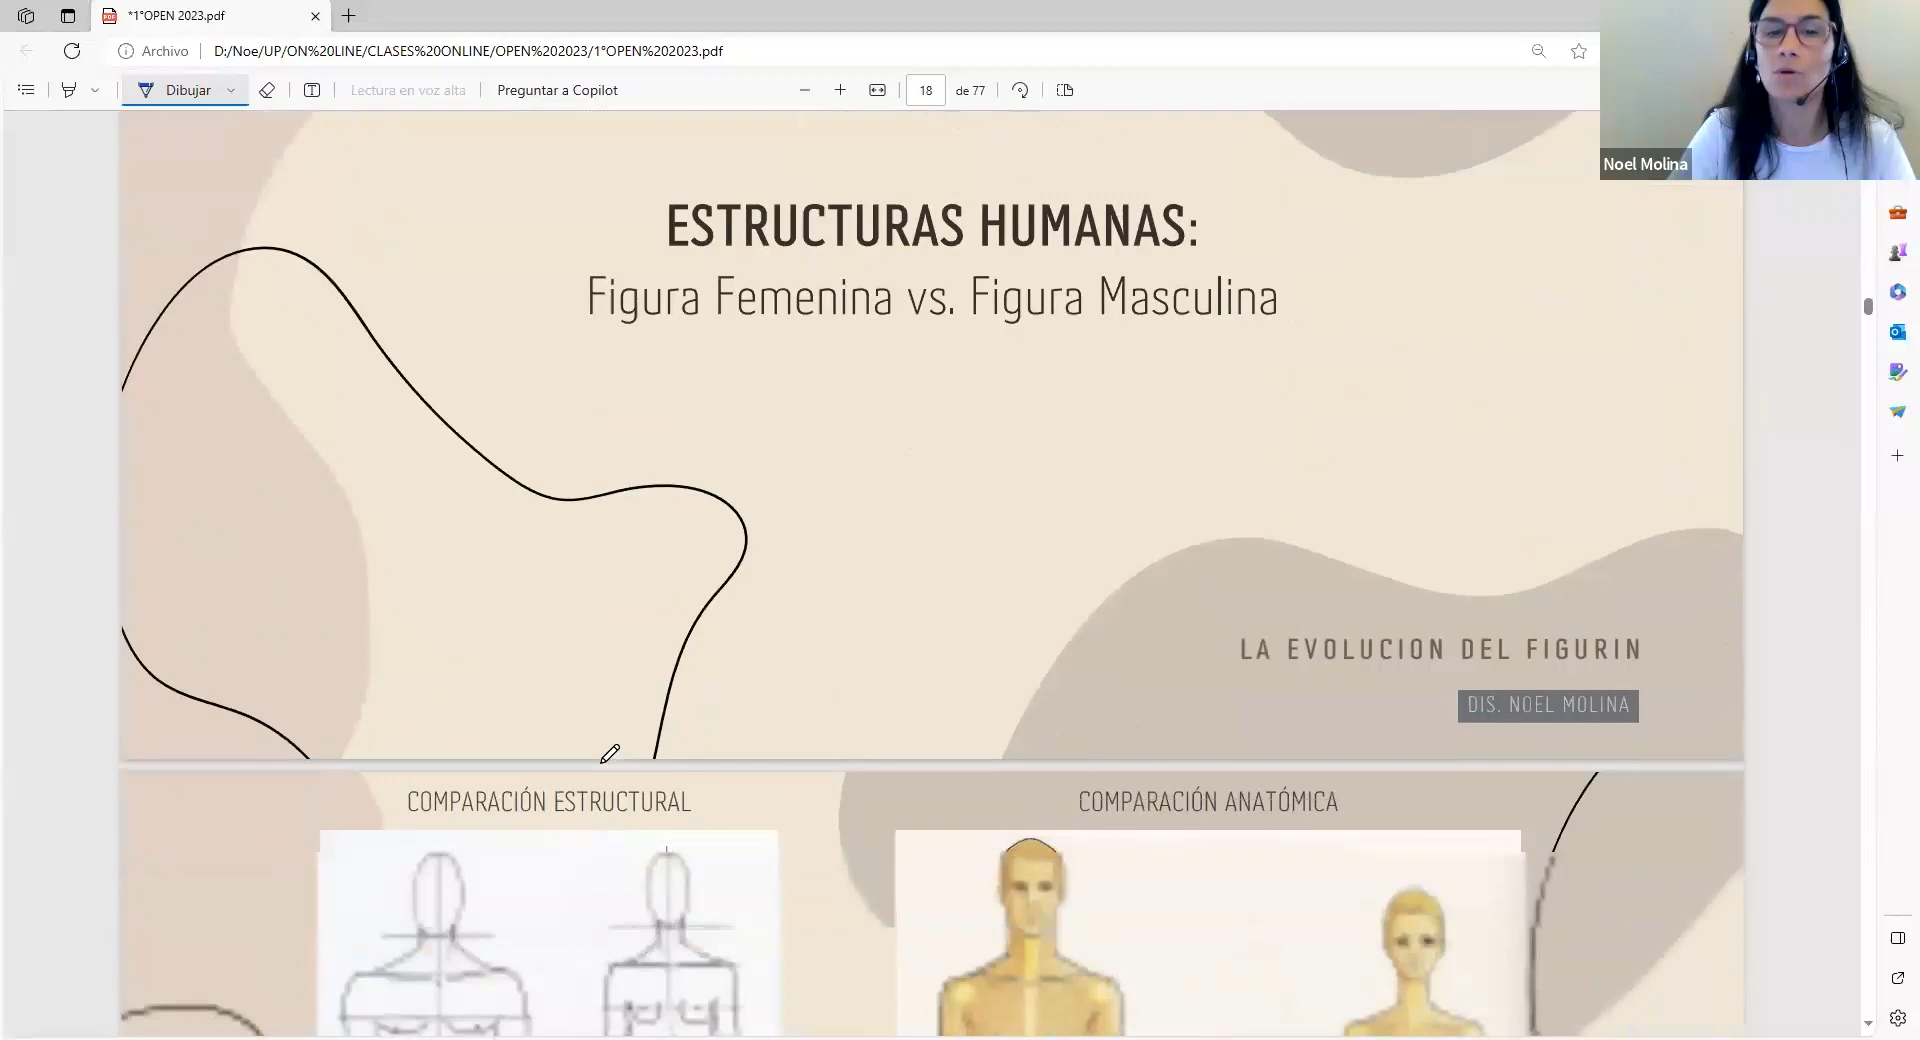 *1°OPEN 2023.pdf
Archivo
D:/Noe/UP/ON%20LINE/CLASES%20ONLINE/OPEN%202023/1°OPEN%202023.pdf
Dibujar
Lectura en voz alta
Preguntar a Copilot
18
de 77
Noel Molina
ESTRUCTURAS HUMANAS:
Figura Femenina vs. Figura Masculina
LA EVOLUCION DEL FIGURIN
DIS. NOEL MOLINA
COMPARACIÓN ESTRUCTURAL
COMPARACIÓN ANATÓMICA